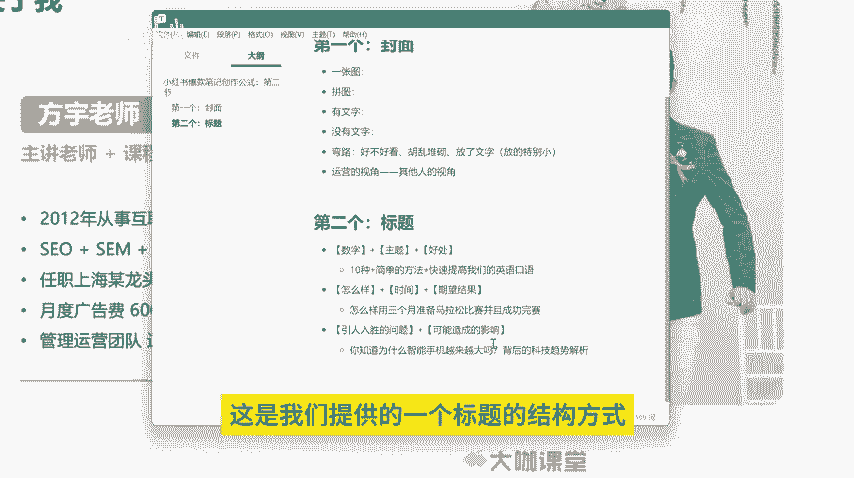 于我
文件(F) 编辑(E) 段落(P) 格式(O) 视图(V) 主题(T) 帮助(H)
文件
大纲
小红书爆款笔记创作公式：第二节
第一个：封面
第二个：标题
第一个：封面
一张图：
拼图：
有文字：
没有文字：
弯路：好不好看、胡乱堆砌、放了文字（放的特别小）
运营的视角——其他人的视角
第二个：标题
【数字】+【主题】+【好处】
10种+简单的方法+快速提高我们的英语口语
【怎么样】+【时间】+【期望结果】
怎么样用三个月准备马拉松比赛并且成功完赛
【引人入胜的问题】+【可能造成的影响】
你知道为什么智能手机越来越大吗？背后的科技趋势解析
方宇老师
主讲老师 + 课程
2012年从事互联
SEO + SEM +
任职上海某龙头
月度广告费 600
管理运营团队
这是我们提供的一个标题的结构方式
大咖课堂